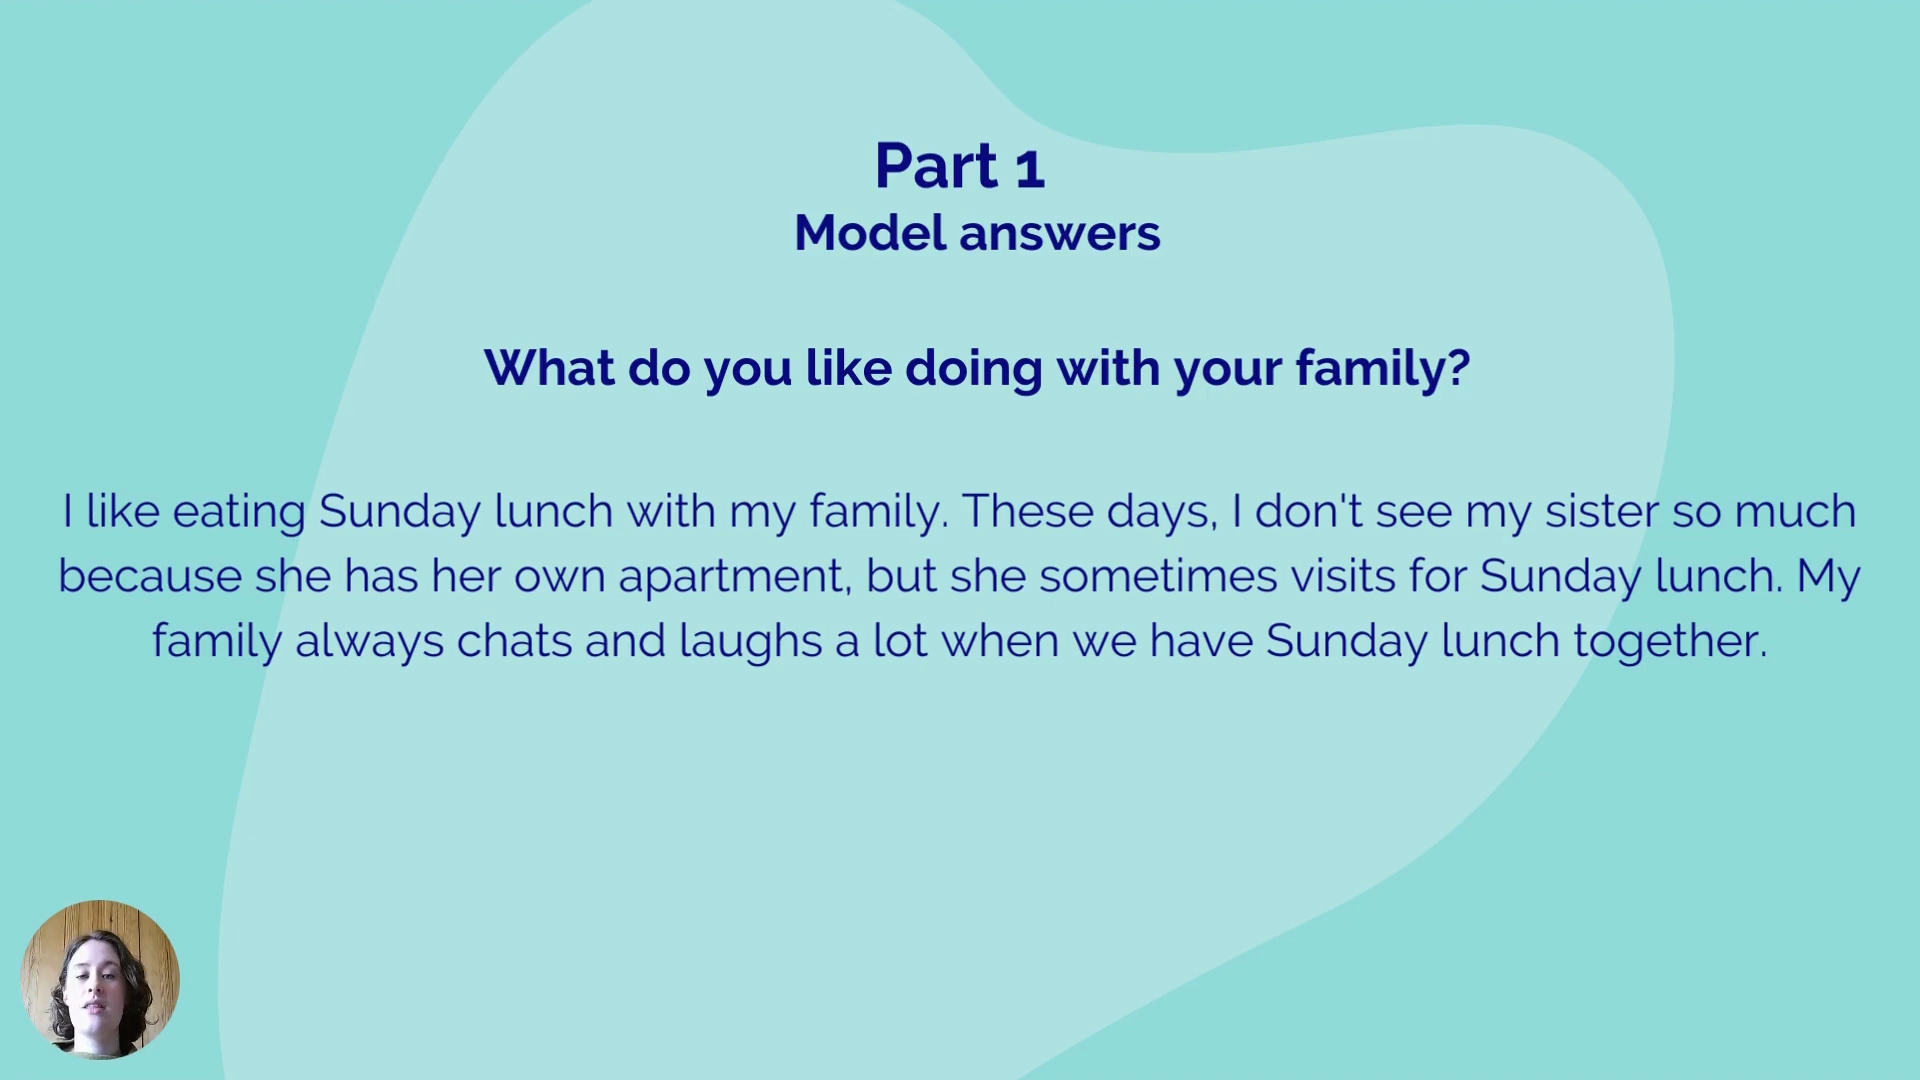 Part 1
Model answers
What do you like doing with your family?
I like eating Sunday lunch with my family. These days, I don't see my sister so much
because she has her own apartment, but she sometimes visits for Sunday lunch. My
family always chats and laughs a lot when we have Sunday lunch together.